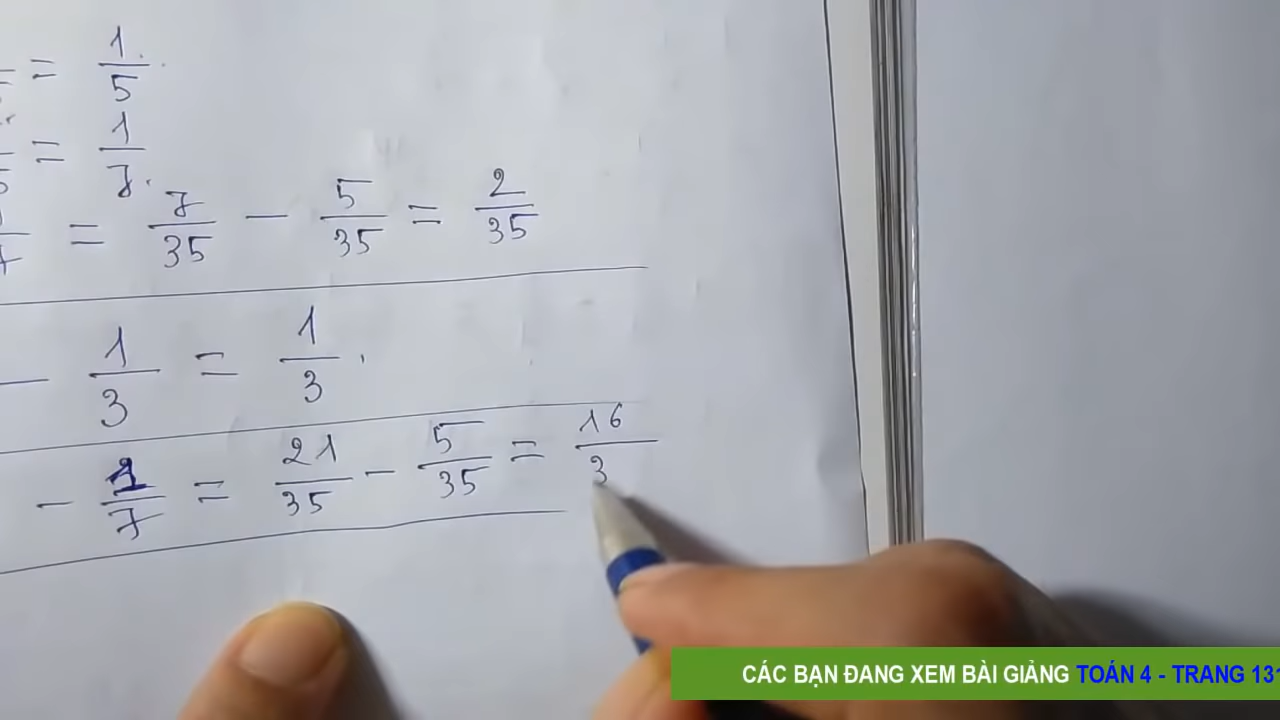 = 1/5
= 1/7
= 7/35 - 5/35 = 2/35
- 1/3 = 1/3
- 1/7 = 21/35 - 5/35 = 16/3
CÁC BẠN ĐANG XEM BÀI GIẢNG TOÁN 4 - TRANG 131